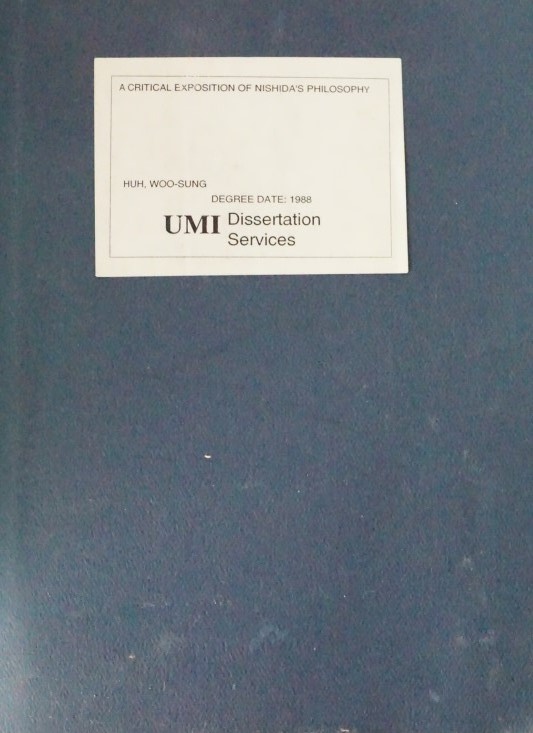 A CRITICAL EXPOSITION OF NISHIDA'S PHILOSOPHY
HUH, WOO-SUNG
DEGREE DATE: 1988
UMI Dissertation
Services